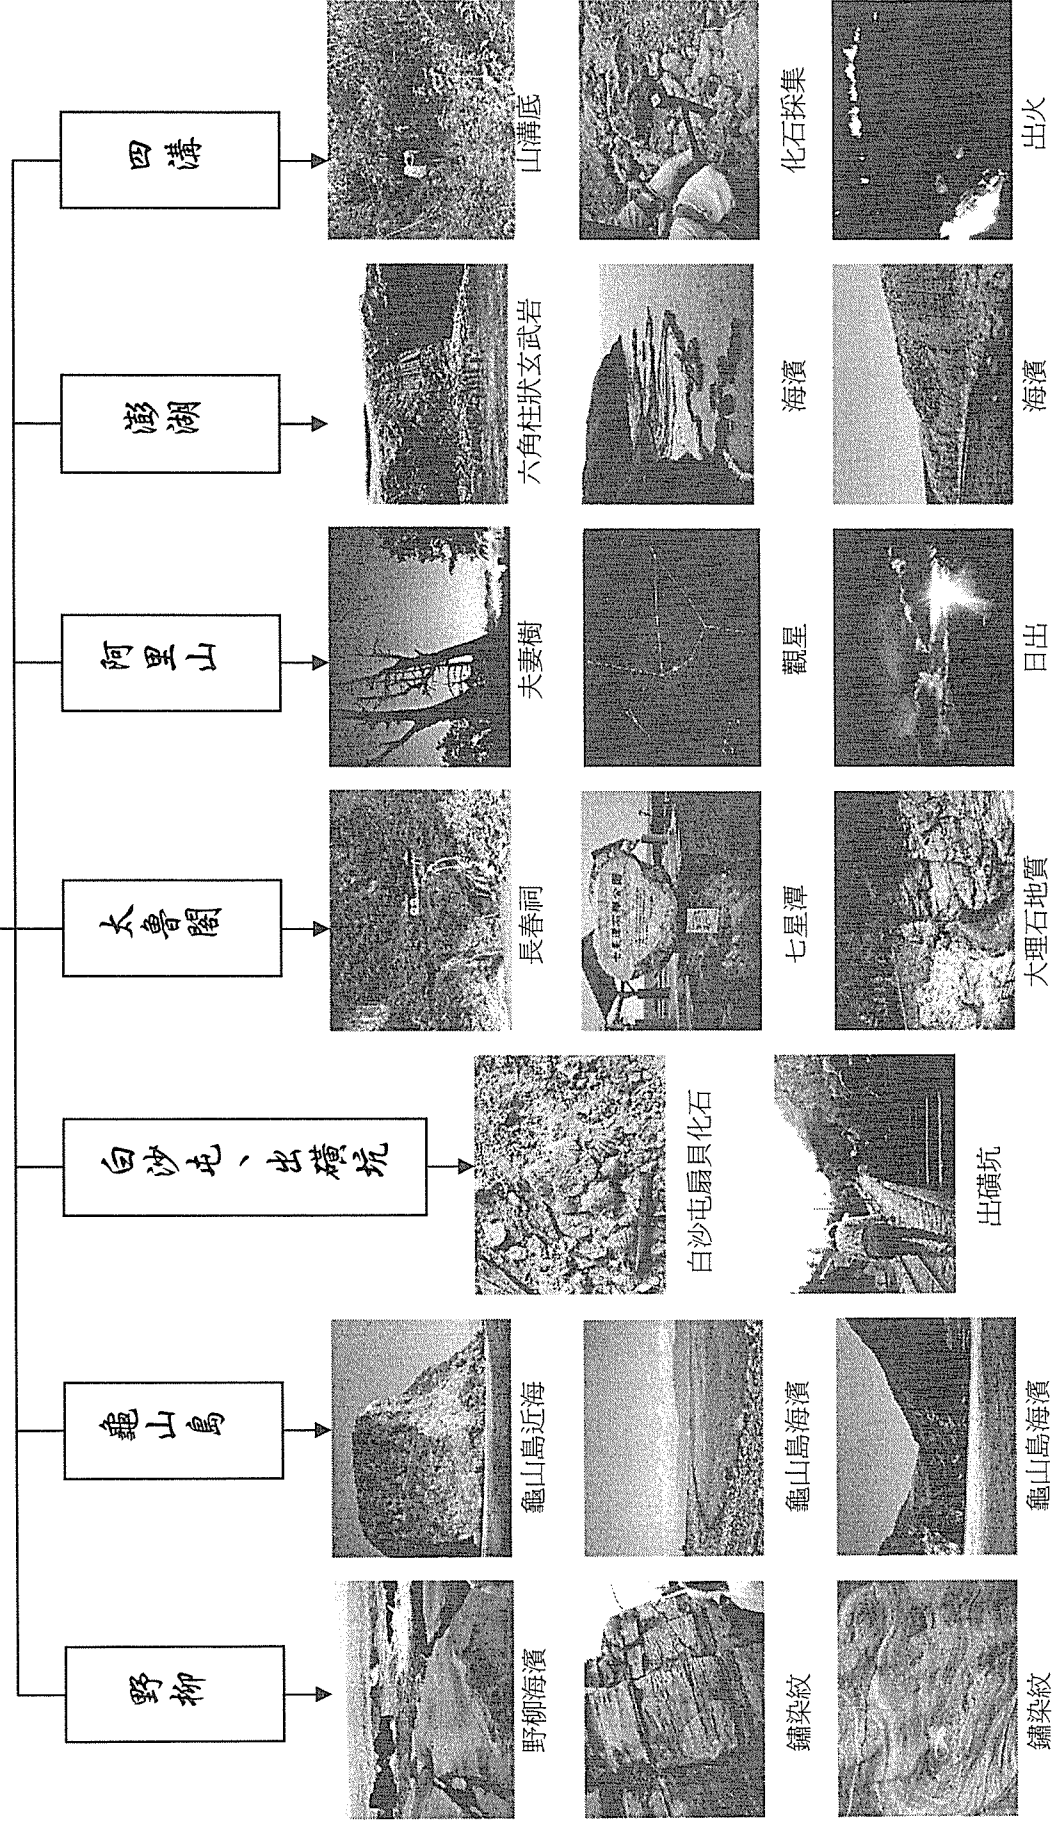 野柳
龜山島
白沙屯、出磺坑
太魯閣
阿里山
澎湖
四溝
野柳海濱
龜山島近海
白沙屯扇貝化石
長春祠
夫妻樹
六角柱狀玄武岩
山溝底
鏽染紋
龜山島海濱
出磺坑
七星潭
觀星
海濱
化石採集
鏽染紋
龜山島海濱
大理石地質
日出
海濱
出火